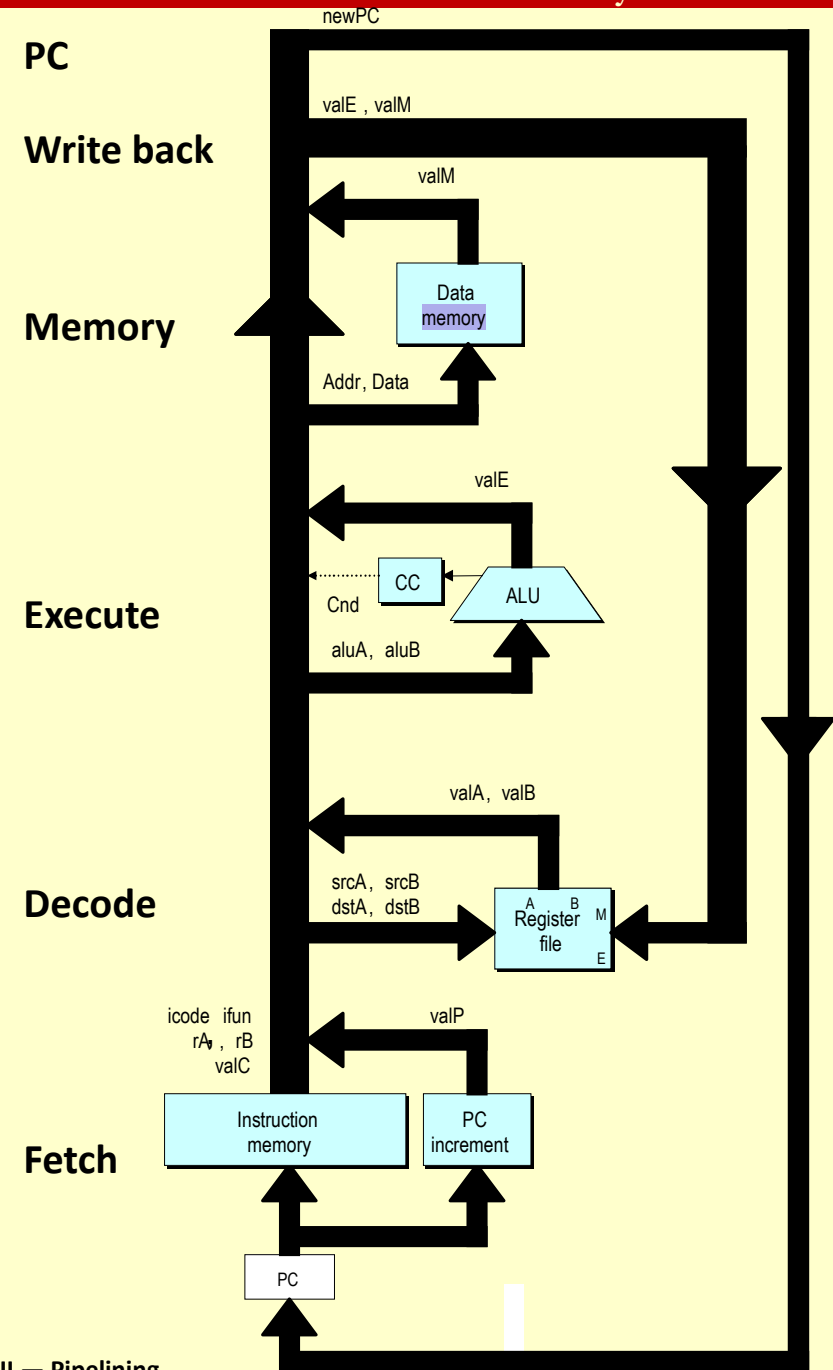 newPC
PC
valE , valM
Write back
valM
Data
memory
Memory
Addr, Data
valE
CC
ALU
Cnd
Execute
aluA, aluB
valA, valB
srcA, srcB
dstA, dstB
A B
M
Register
file
E
Decode
icode ifun
rA, , rB
valC
valP
Instruction
memory
PC
increment
Fetch
PC